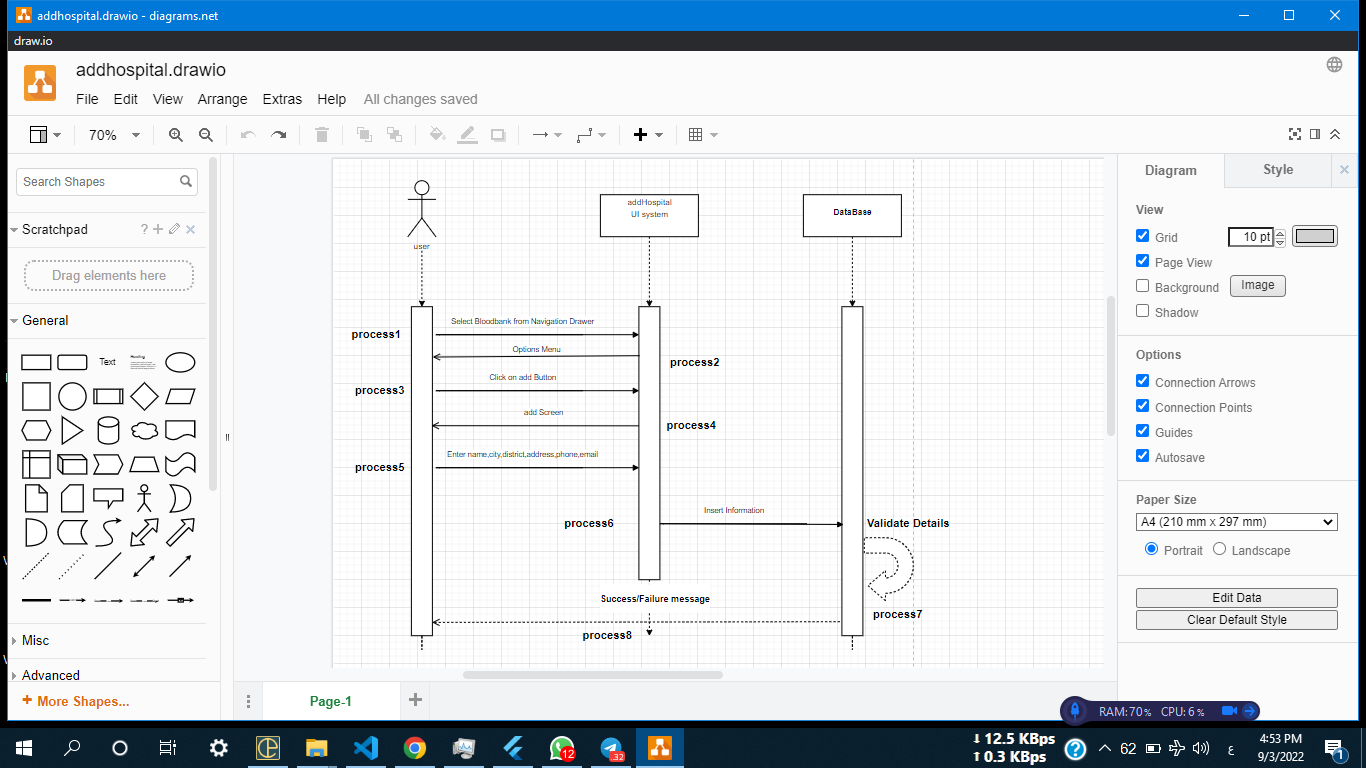 addhospital.drawio - diagrams.net
draw.io
addhospital.drawio
File Edit View Arrange Extras Help All changes saved
70%
Search Shapes
Scratchpad
?
Drag elements here
General
Text
Heading
Misc
Advanced
+ More Shapes...
user
addHospital
UI system
DataBase
Select Bloodbank from Navigation Drawer
process1
Options Menu
process2
Click on add Button
process3
add Screen
process4
Enter name,city,district,address,phone,email
process5
Insert Information
process6
Validate Details
Success/Failure message
process7
process8
Page-1
Diagram
Style
View
Grid
10 pt
Page View
Background
Image
Shadow
Options
Connection Arrows
Connection Points
Guides
Autosave
Paper Size
A4 (210 mm x 297 mm)
Portrait
Landscape
Edit Data
Clear Default Style
RAM:70% CPU:6%
12
.32
12.5 KBps
0.3 KBps
62
ع
4:53 PM
9/3/2022
1